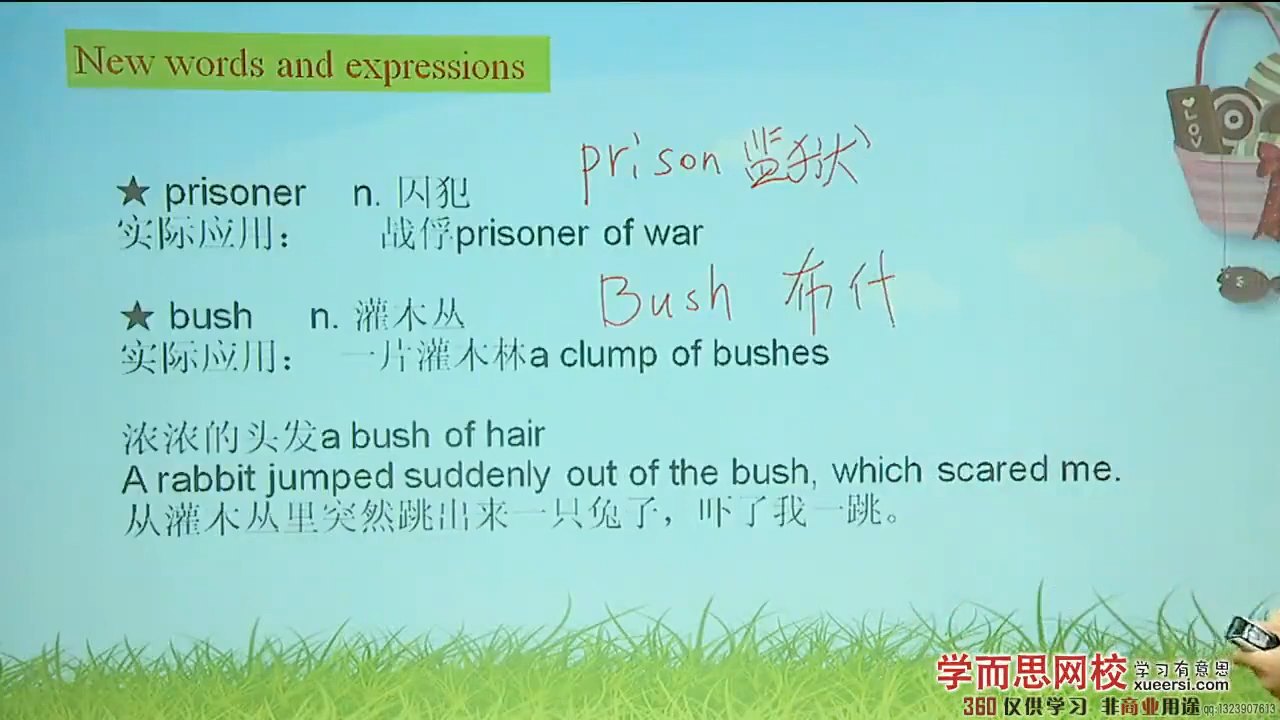 New words and expressions
prison 监狱
★ prisoner n. 囚犯
实际应用： 战俘prisoner of war
Bush 布什
★ bush n. 灌木丛
实际应用： 一片灌木林a clump of bushes
浓浓的头发a bush of hair
A rabbit jumped suddenly out of the bush, which scared me.
从灌木丛里突然跳出来一只兔子，吓了我一跳。
LOV
学而思网校 学习有意思
xueersi.com
360 仅供学习 非商业用途 qq:1323907613